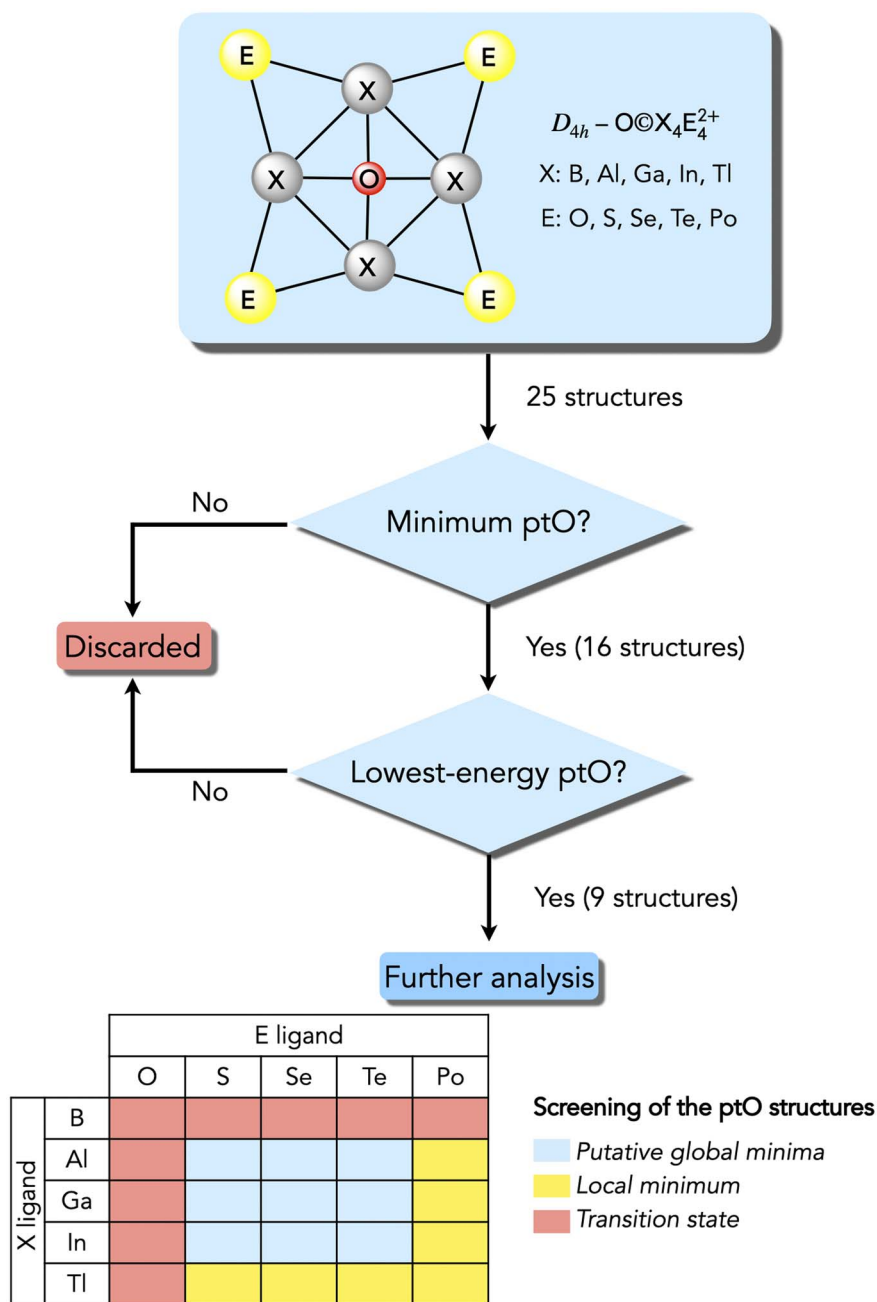 E
E
X
X
O
X
X
E
E
D4h – O©X4E4^2+
X: B, Al, Ga, In, Tl
E: O, S, Se, Te, Po
25 structures
No
Minimum ptO?
Discarded
Yes (16 structures)
Lowest-energy ptO?
No
Yes (9 structures)
Further analysis
E ligand
O S Se Te Po
X ligand
B
Al
Ga
In
Tl
Screening of the ptO structures
Putative global minima
Local minimum
Transition state